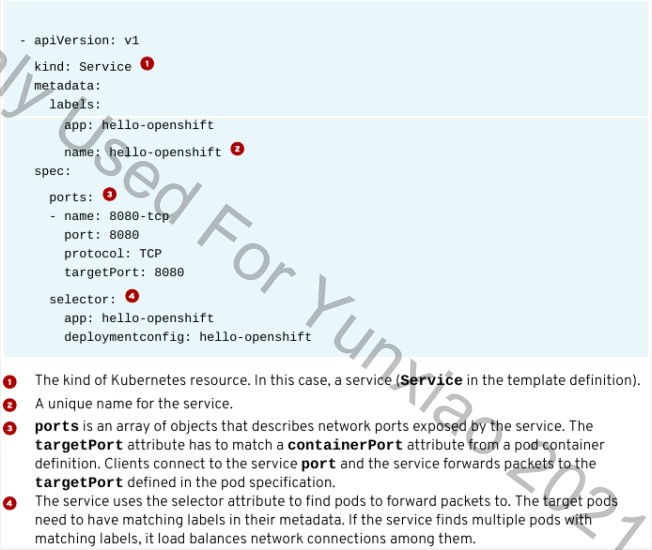 - apiVersion: v1
kind: Service 1
metadata:
labels:
app: hello-openshift
name: hello-openshift 2
spec:
ports: 3
- name: 8080-tcp
port: 8080
protocol: TCP
targetPort: 8080
selector: 4
app: hello-openshift
deploymentconfig: hello-openshift
1 The kind of Kubernetes resource. In this case, a service (Service in the template definition).
2 A unique name for the service.
3 ports is an array of objects that describes network ports exposed by the service. The
targetPort attribute has to match a containerPort attribute from a pod container
definition. Clients connect to the service port and the service forwards packets to the
targetPort defined in the pod specification.
4 The service uses the selector attribute to find pods to forward packets to. The target pods
need to have matching labels in their metadata. If the service finds multiple pods with
matching labels, it load balances network connections among them.
ly Used For Yunxiao 2021